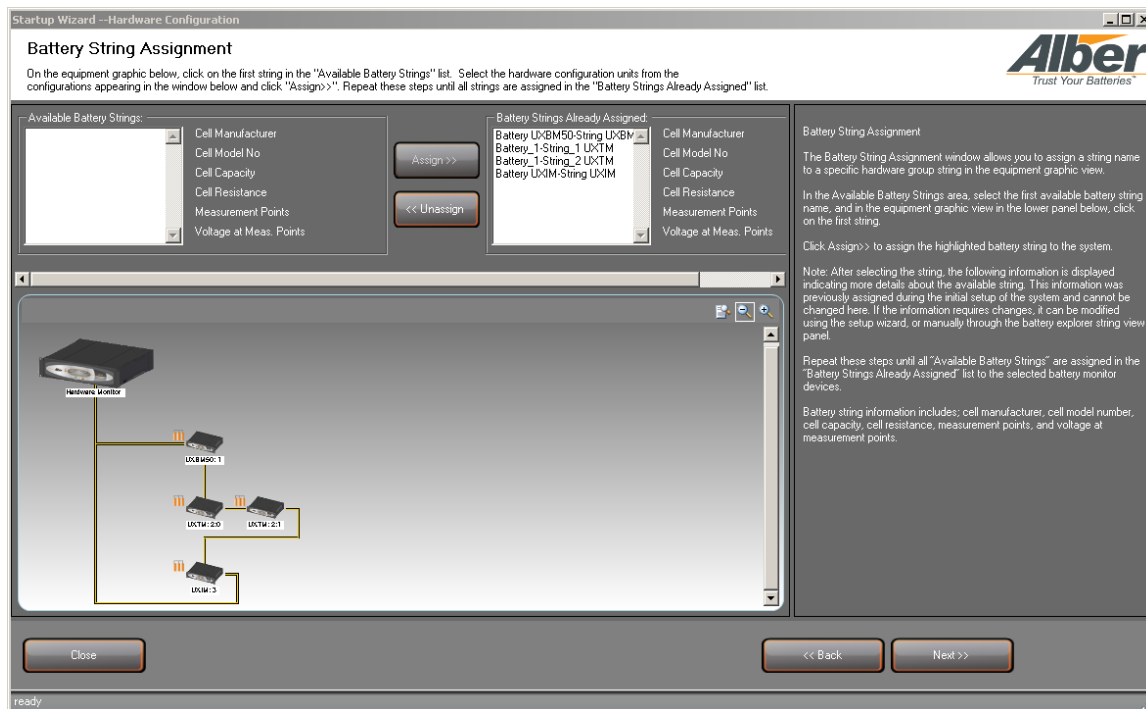 Startup Wizard --Hardware Configuration
Battery String Assignment
On the equipment graphic below, click on the first string in the "Available Battery Strings" list. Select the hardware configuration units from the
configurations appearing in the window below and click "Assign>>". Repeat these steps until all strings are assigned in the "Battery Strings Already Assigned" list.
Alber
Trust Your Batteries™
Available Battery Strings:
Cell Manufacturer
Cell Model No
Cell Capacity
Cell Resistance
Measurement Points
Voltage at Meas. Points
Assign >>
<< Unassign
Battery Strings Already Assigned:
Battery UXBM50-String UXBM
Battery_1-String_1 UXTM
Battery_1-String_2 UXTM
Battery UXIM-String UXIM
Cell Manufacturer
Cell Model No
Cell Capacity
Cell Resistance
Measurement Points
Voltage at Meas. Points
Hardware Monitor
UXBM50: 1
UXTM: 2:0
UXTM: 2:1
UXIM: 3
Battery String Assignment
The Battery String Assignment window allows you to assign a string name
to a specific hardware group string in the equipment graphic view.
In the Available Battery Strings area, select the first available battery string
name, and in the equipment graphic view in the lower panel below, click
on the first string.
Click Assign>> to assign the highlighted battery string to the system.
Note: After selecting the string, the following information is displayed
indicating more details about the available string. This information was
previously assigned during the initial setup of the system and cannot be
changed here. If the information requires changes, it can be modified
using the setup wizard, or manually through the battery explorer string view
panel.
Repeat these steps until all "Available Battery Strings" are assigned in the
"Battery Strings Already Assigned" list to the selected battery monitor
devices.
Battery string information includes; cell manufacturer, cell model number,
cell capacity, cell resistance, measurement points, and voltage at
measurement points.
Close
<< Back
Next >>
ready